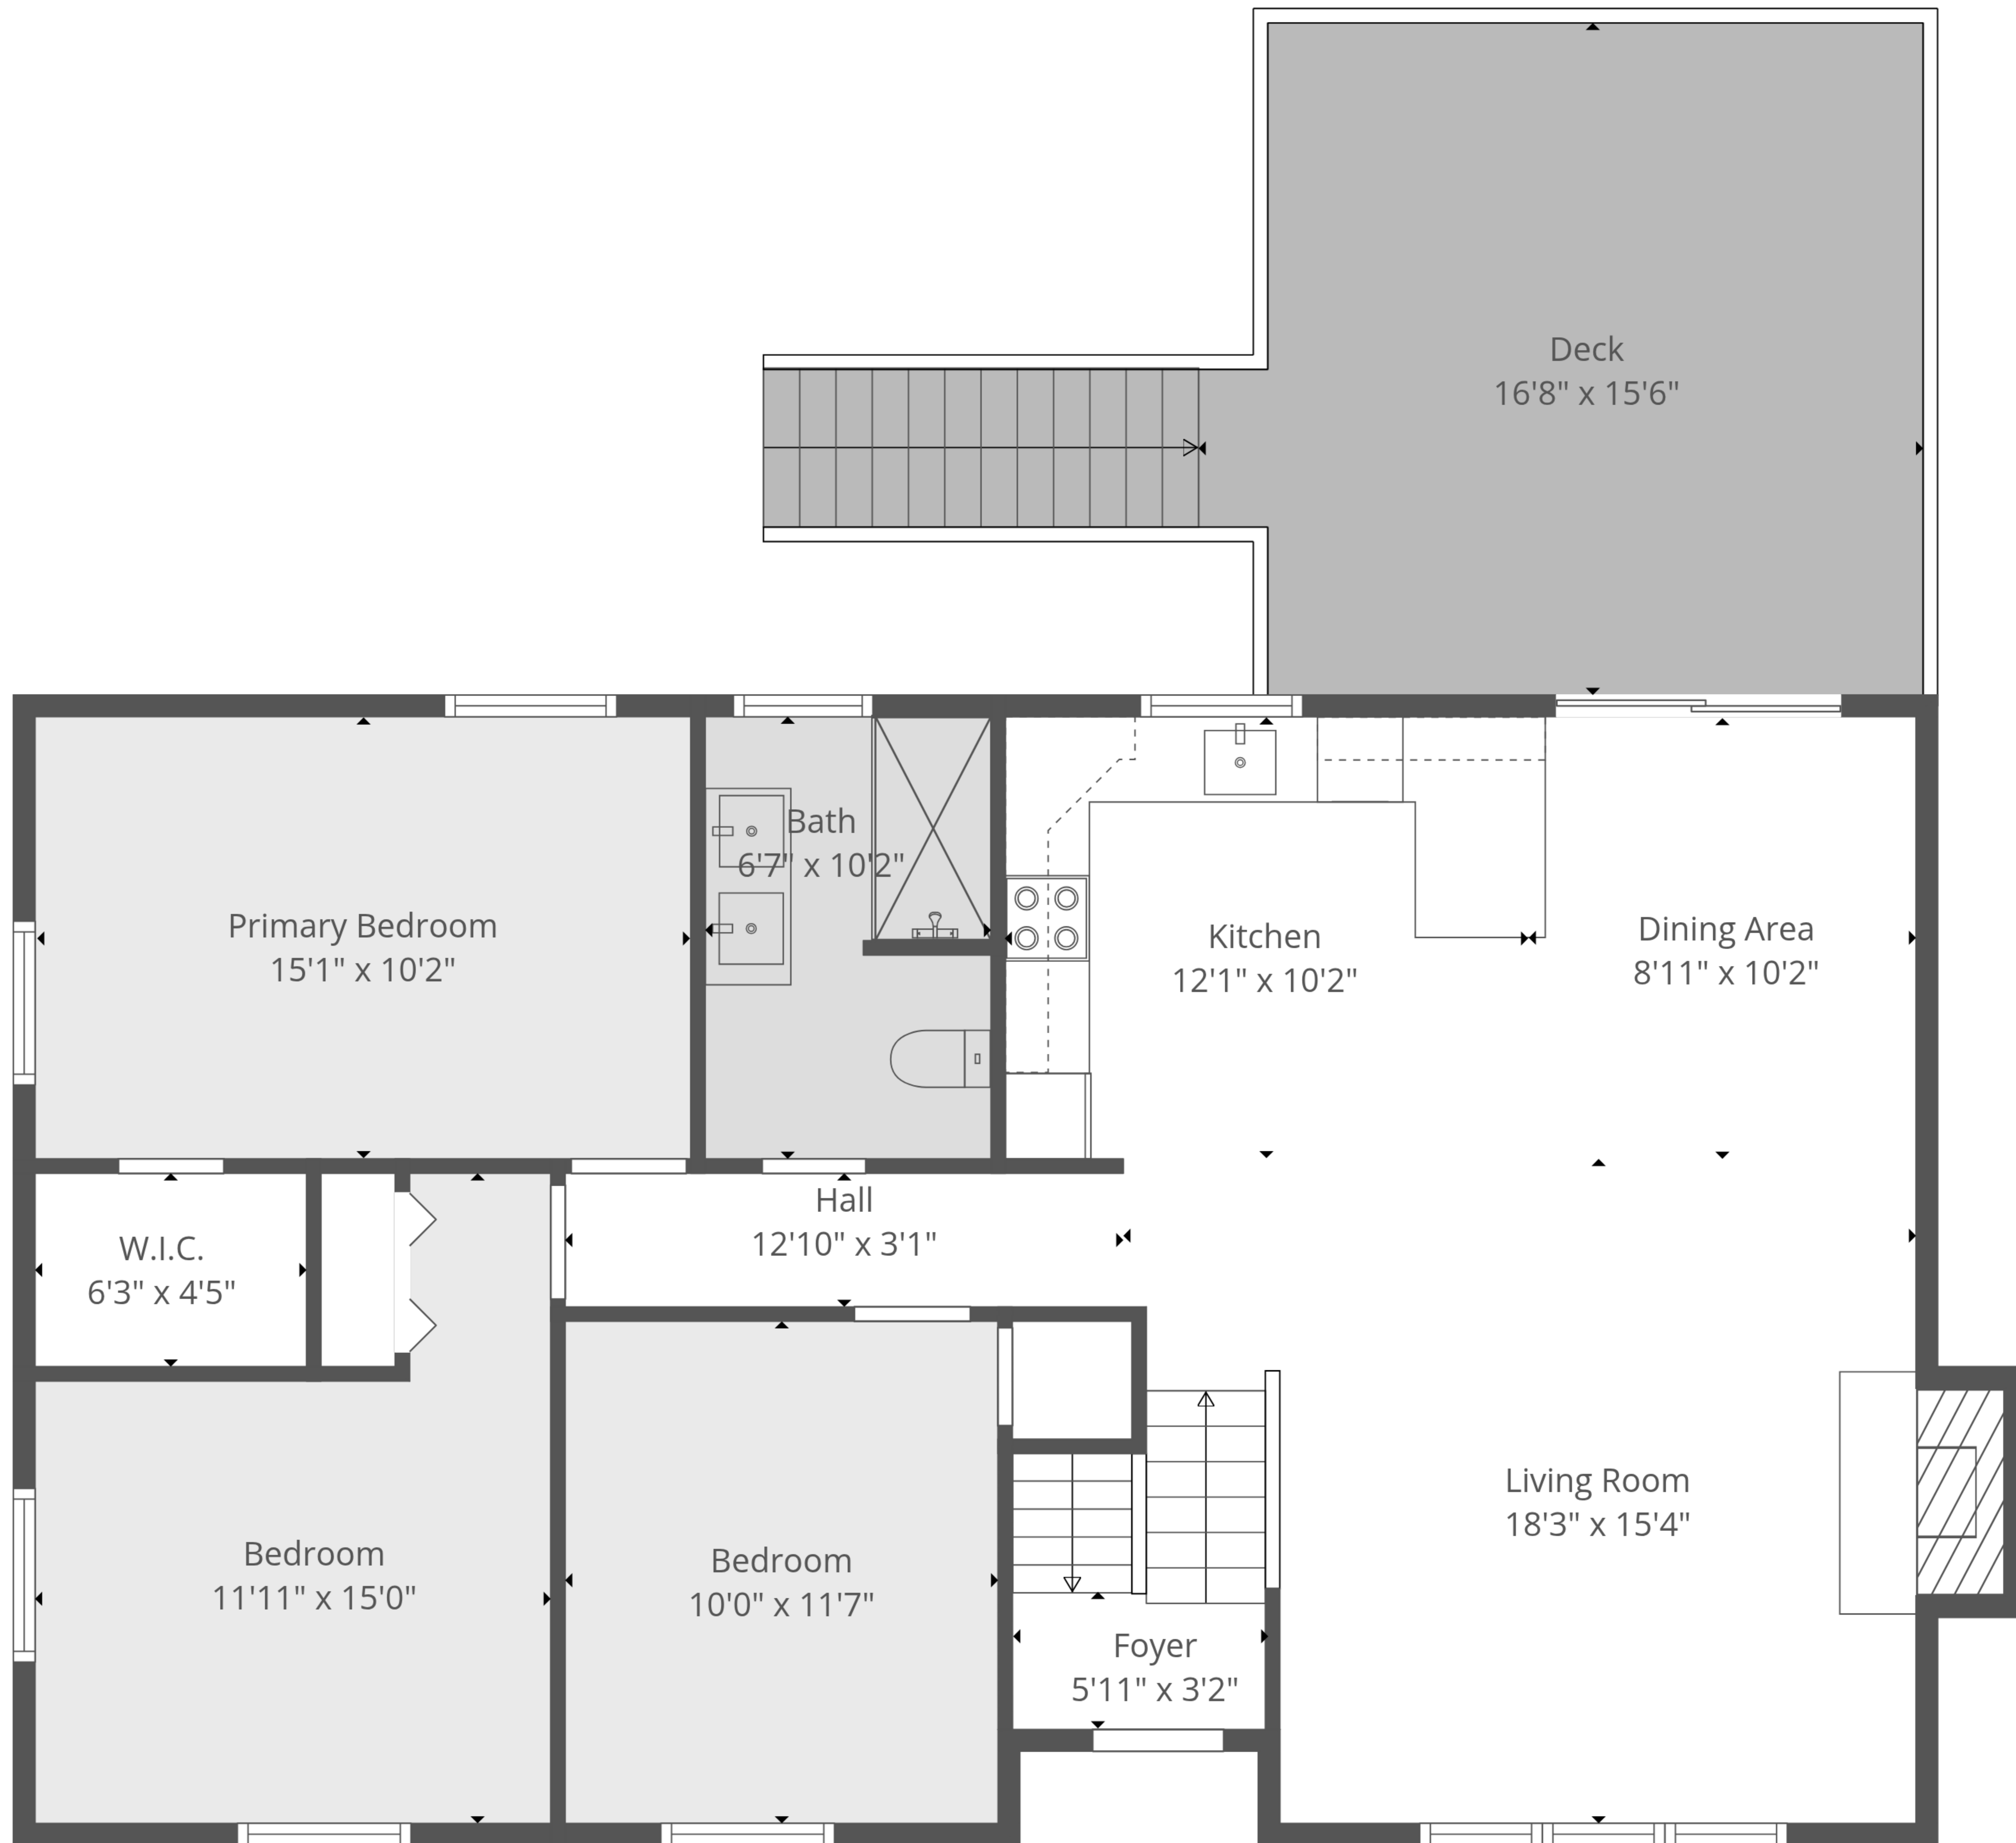 Deck
16'8" x 15'6"
Bath
6'7" x 10'2"
Primary Bedroom
15'1" x 10'2"
Kitchen
12'1" x 10'2"
Dining Area
8'11" x 10'2"
Hall
12'10" x 3'1"
W.I.C.
6'3" x 4'5"
Living Room
18'3" x 15'4"
Bedroom
11'11" x 15'0"
Bedroom
10'0" x 11'7"
Foyer
5'11" x 3'2"